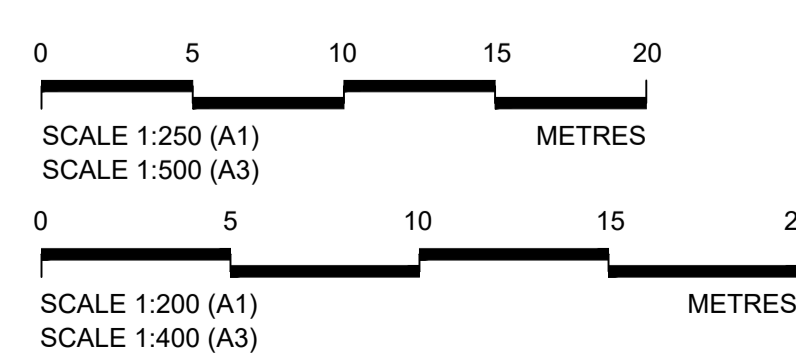 0 5 10 15 20
SCALE 1:250 (A1) METRES
SCALE 1:500 (A3)
0 5 10 15 2
SCALE 1:200 (A1) METRES
SCALE 1:400 (A3)